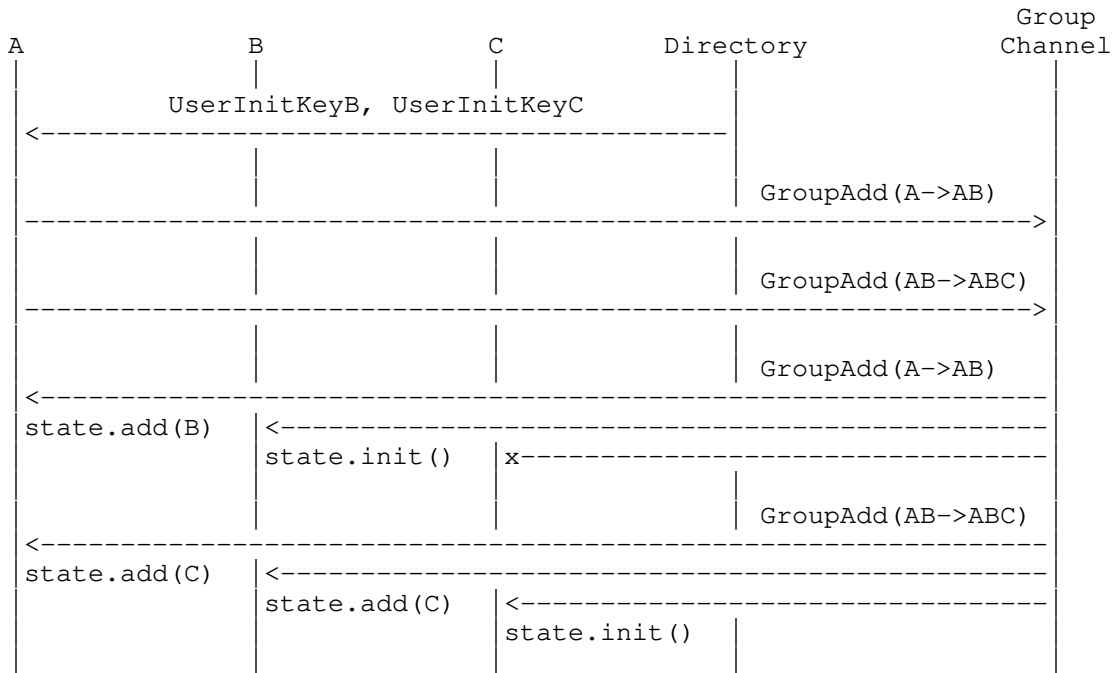 Group
A B C Directory Channel
UserInitKeyB, UserInitKeyC
GroupAdd(A->AB)
GroupAdd(AB->ABC)
GroupAdd(A->AB)
state.add(B)
state.init() x
GroupAdd(AB->ABC)
state.add(C)
state.add(C)
state.init()